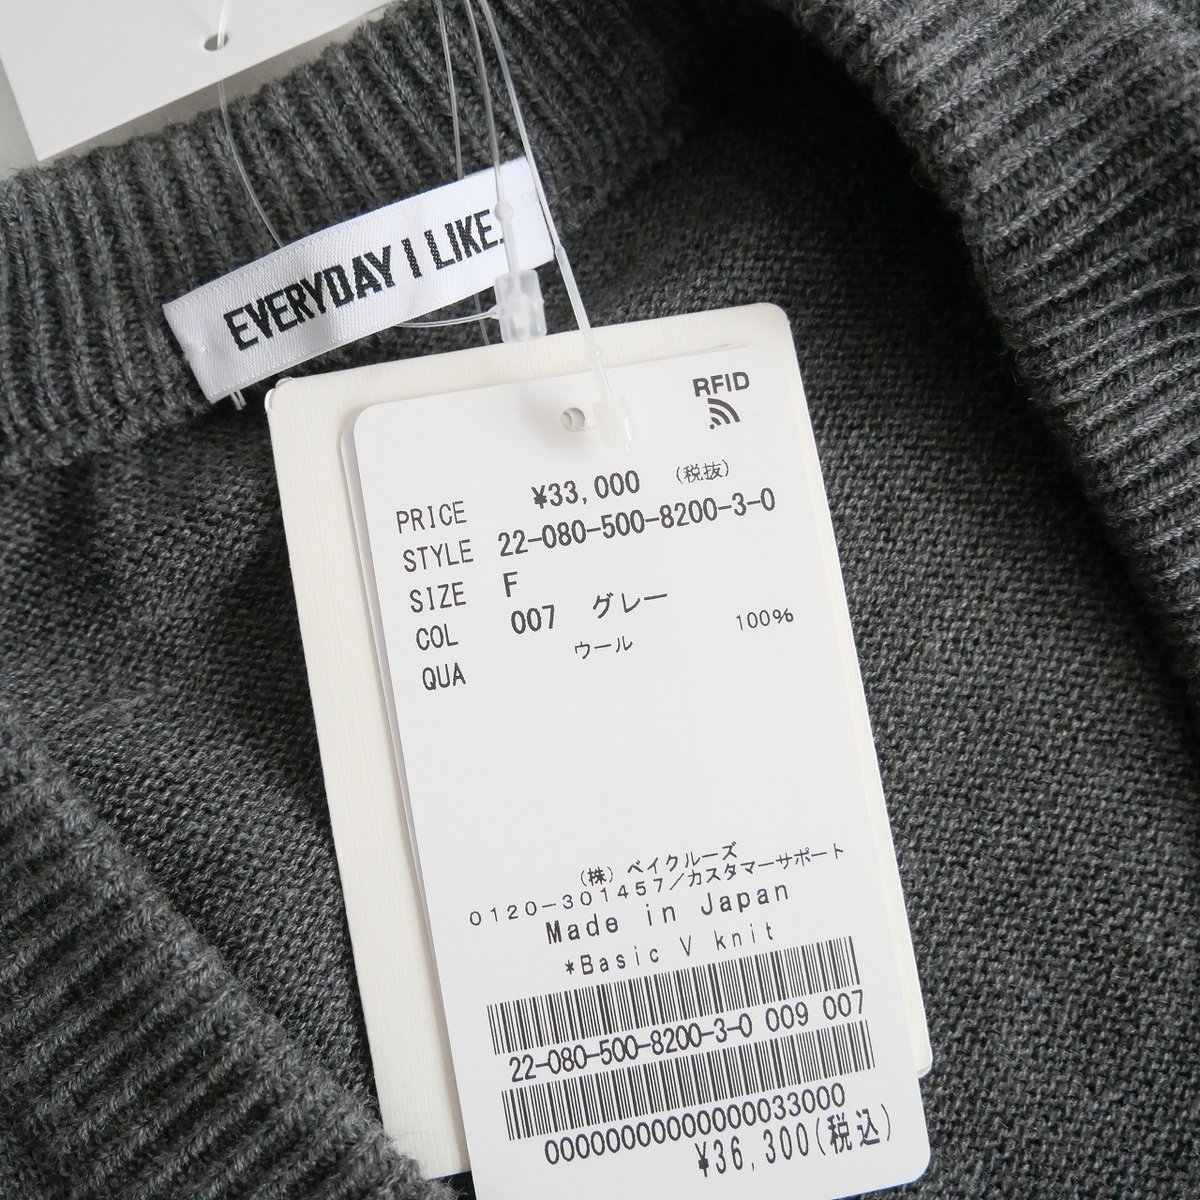 EVERYDAY I LIKE.
RFID
PRICE ¥33,000 (税抜)
STYLE 22-080-500-8200-3-0
SIZE F
COL 007 グレー
QUA ウール 100%
(株)ベイクルーズ
0120-301457/カスタマーサポート
Made in Japan
*Basic V knit
22-080-500-8200-3-0 009 007
00000000000000033000
¥36,300(税込)